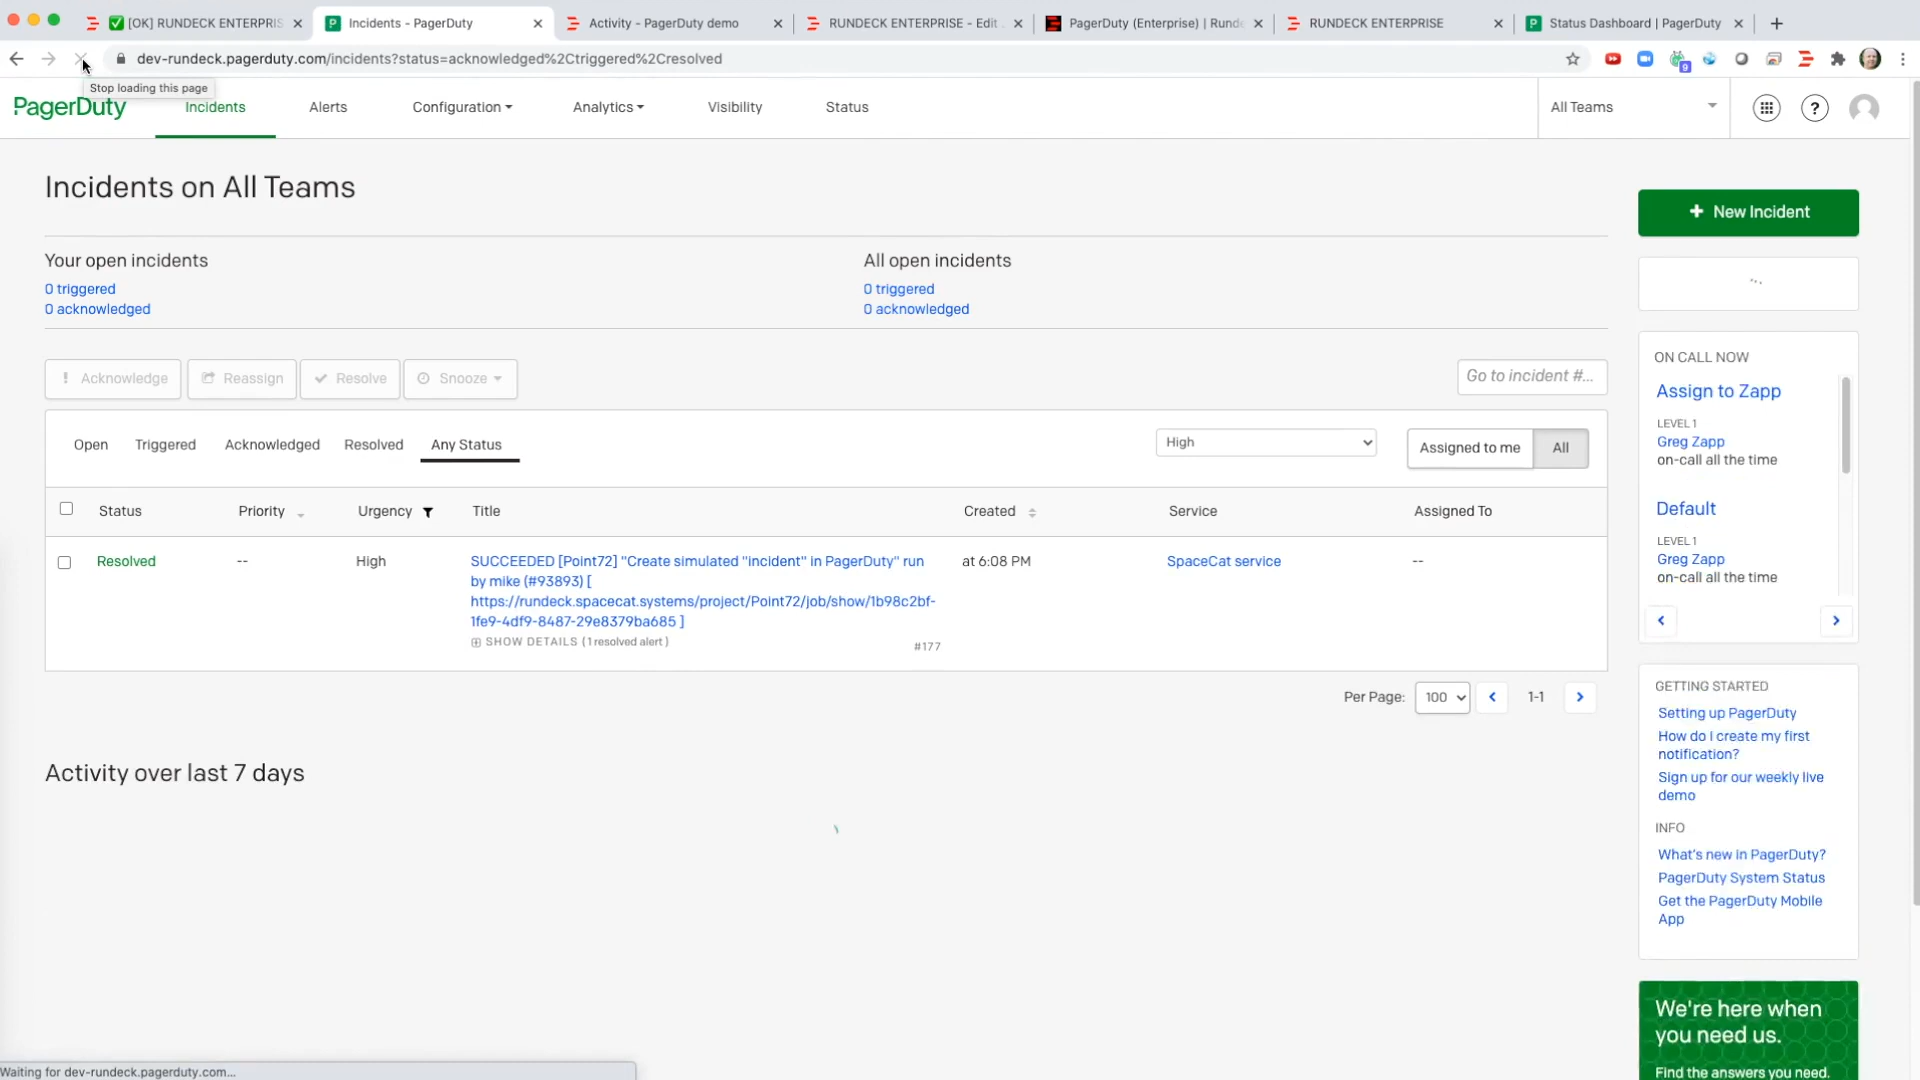 ✅ [OK] RUNDECK ENTERPRIS
Incidents - PagerDuty
Activity - PagerDuty demo
RUNDECK ENTERPRISE - Edit
PagerDuty (Enterprise) | Runde
RUNDECK ENTERPRISE
Status Dashboard | PagerDuty
dev-rundeck.pagerduty.com/incidents?status=acknowledged%2Ctriggered%2Cresolved
9
Stop loading this page
PagerDuty
Incidents
Alerts
Configuration
Analytics
Visibility
Status
All Teams
?
Incidents on All Teams
+ New Incident
Your open incidents
0 triggered
0 acknowledged
All open incidents
0 triggered
0 acknowledged
! Acknowledge
Reassign
Resolve
Snooze
Go to incident #...
Open
Triggered
Acknowledged
Resolved
Any Status
High
Assigned to me
All
Status
Priority
Urgency
Title
Created
Service
Assigned To
Resolved
--
High
SUCCEEDED [Point72] "Create simulated "incident" in PagerDuty" run
by mike (#93893) [
https://rundeck.spacecat.systems/project/Point72/job/show/1b98c2bf-
1fe9-4df9-8487-29e8379ba685 ]
SHOW DETAILS (1 resolved alert )
#177
at 6:08 PM
SpaceCat service
--
Per Page:
100
1-1
Activity over last 7 days
ON CALL NOW
Assign to Zapp
LEVEL 1
Greg Zapp
on-call all the time
Default
LEVEL 1
Greg Zapp
on-call all the time
GETTING STARTED
Setting up PagerDuty
How do I create my first
notification?
Sign up for our weekly live
demo
INFO
What's new in PagerDuty?
PagerDuty System Status
Get the PagerDuty Mobile
App
We're here when
you need us.
Find the answers you need.
Waiting for dev-rundeck.pagerduty.com...